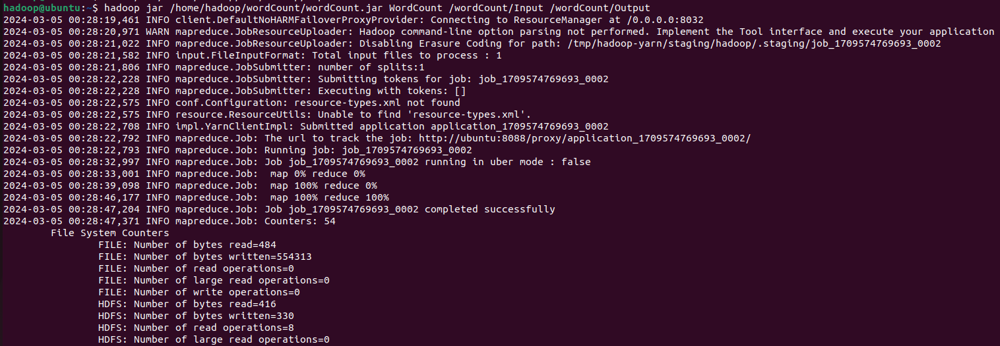 hadoop@ubuntu:~$ hadoop jar /home/hadoop/wordCount/wordCount.jar WordCount /wordCount/Input /wordCount/Output
2024-03-05 00:28:19,461 INFO client.DefaultNoHARMFailoverProxyProvider: Connecting to ResourceManager at /0.0.0.0:8032
2024-03-05 00:28:20,971 WARN mapreduce.JobResourceUploader: Hadoop command-line option parsing not performed. Implement the Tool interface and execute your application
2024-03-05 00:28:21,022 INFO mapreduce.JobResourceUploader: Disabling Erasure Coding for path: /tmp/hadoop-yarn/staging/hadoop/.staging/job_1709574769693_0002
2024-03-05 00:28:21,582 INFO input.FileInputFormat: Total input files to process : 1
2024-03-05 00:28:21,806 INFO mapreduce.JobSubmitter: number of splits:1
2024-03-05 00:28:22,228 INFO mapreduce.JobSubmitter: Submitting tokens for job: job_1709574769693_0002
2024-03-05 00:28:22,228 INFO mapreduce.JobSubmitter: Executing with tokens: []
2024-03-05 00:28:22,575 INFO conf.Configuration: resource-types.xml not found
2024-03-05 00:28:22,575 INFO resource.ResourceUtils: Unable to find 'resource-types.xml'.
2024-03-05 00:28:22,708 INFO impl.YarnClientImpl: Submitted application application_1709574769693_0002
2024-03-05 00:28:22,792 INFO mapreduce.Job: The url to track the job: http://ubuntu:8088/proxy/application_1709574769693_0002/
2024-03-05 00:28:22,793 INFO mapreduce.Job: Running job: job_1709574769693_0002
2024-03-05 00:28:32,997 INFO mapreduce.Job: Job job_1709574769693_0002 running in uber mode : false
2024-03-05 00:28:33,001 INFO mapreduce.Job:  map 0% reduce 0%
2024-03-05 00:28:39,098 INFO mapreduce.Job:  map 100% reduce 0%
2024-03-05 00:28:46,177 INFO mapreduce.Job:  map 100% reduce 100%
2024-03-05 00:28:47,204 INFO mapreduce.Job: Job job_1709574769693_0002 completed successfully
2024-03-05 00:28:47,371 INFO mapreduce.Job: Counters: 54
File System Counters
FILE: Number of bytes read=484
FILE: Number of bytes written=554313
FILE: Number of read operations=0
FILE: Number of large read operations=0
FILE: Number of write operations=0
HDFS: Number of bytes read=416
HDFS: Number of bytes written=330
HDFS: Number of read operations=8
HDFS: Number of large read operations=0